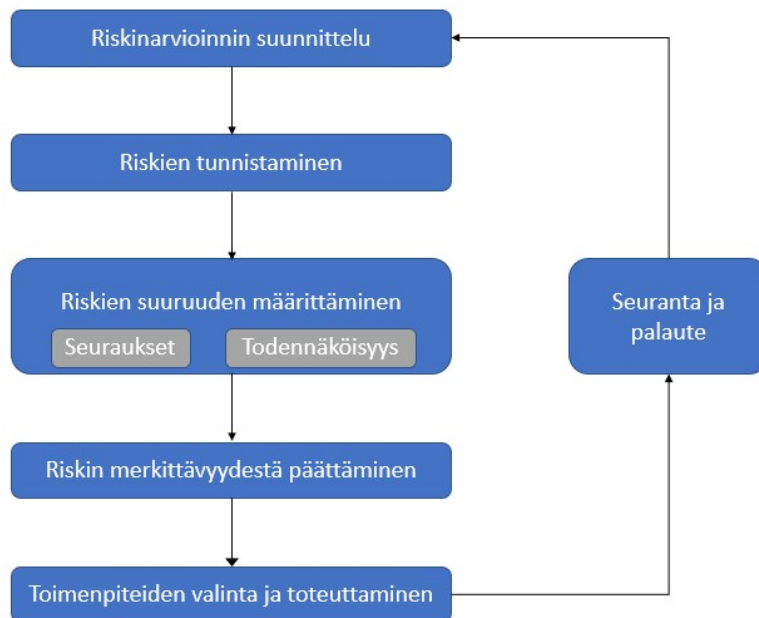 Riskinarvioinnin suunnittelu
Riskien tunnistaminen
Riskien suuruuden määrittäminen
Seuraukset
Todennäköisyys
Riskin merkittävyydestä päättäminen
Toimenpiteiden valinta ja toteuttaminen
Seuranta ja
palaute